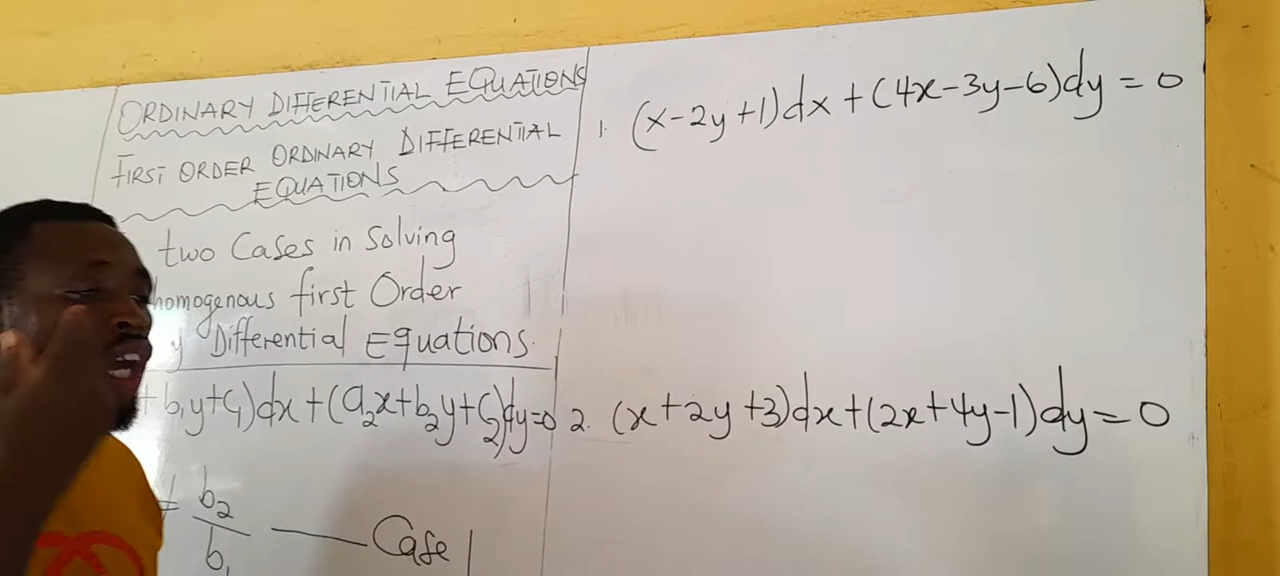 ORDINARY DIFFERENTIAL EQUATIONS
FIRST ORDER ORDINARY DIFFERENTIAL
EQUATIONS
two Cases in Solving
homogenous first Order
y Differential Equations.
+ b₁y+C₁)dx+(a₂x+b₂y+C₂)dy=0
≠ b₂/b₁ — Case 1
1. (x-2y+1)dx+(4x-3y-6)dy=0
2. (x+2y+3)dx+(2x+4y-1)dy=0